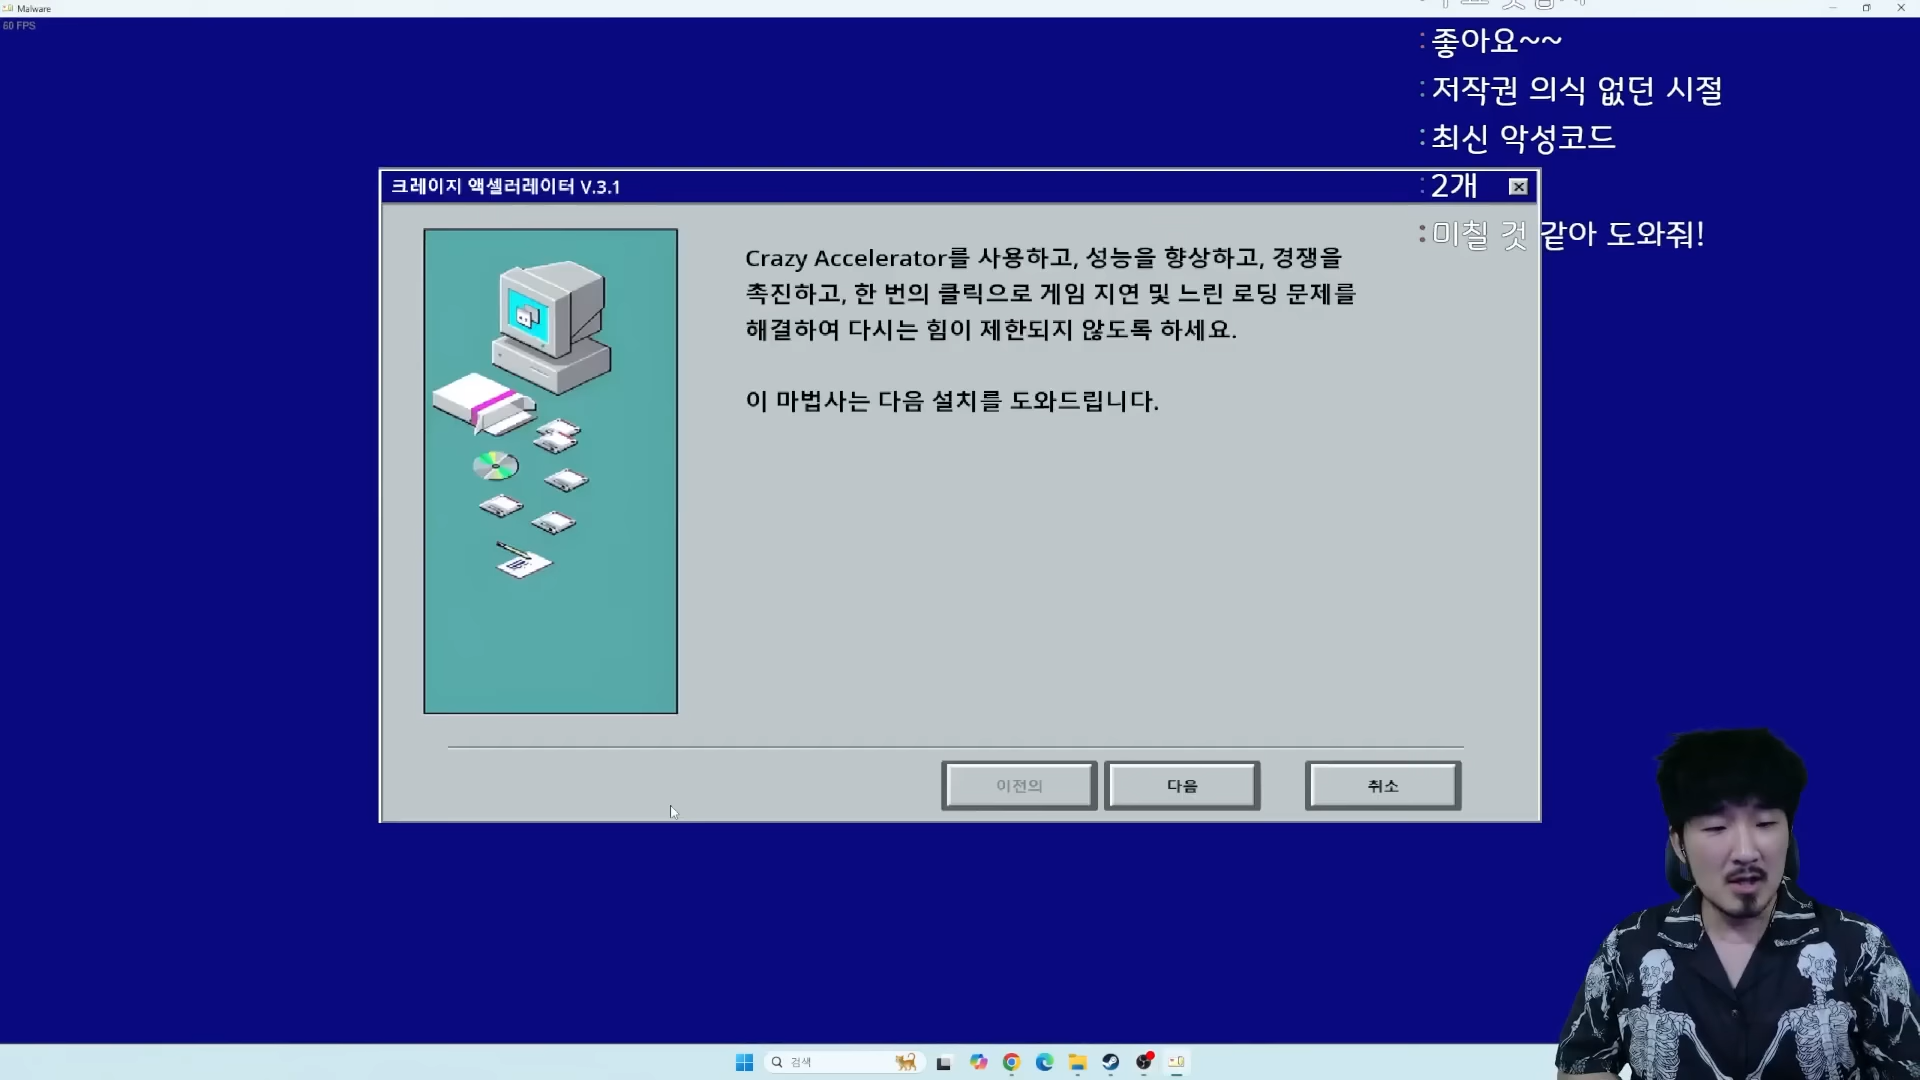 Malware
60 FPS
좋아요~~
저작권 의식 없던 시절
최신 악성코드
크레이지 액셀러레이터 V.3.1
2개
미칠 것 같아 도와줘!
Crazy Accelerator를 사용하고, 성능을 향상하고, 경쟁을
촉진하고, 한 번의 클릭으로 게임 지연 및 느린 로딩 문제를
해결하여 다시는 힘이 제한되지 않도록 하세요.
이 마법사는 다음 설치를 도와드립니다.
이전의
다음
취소
검색